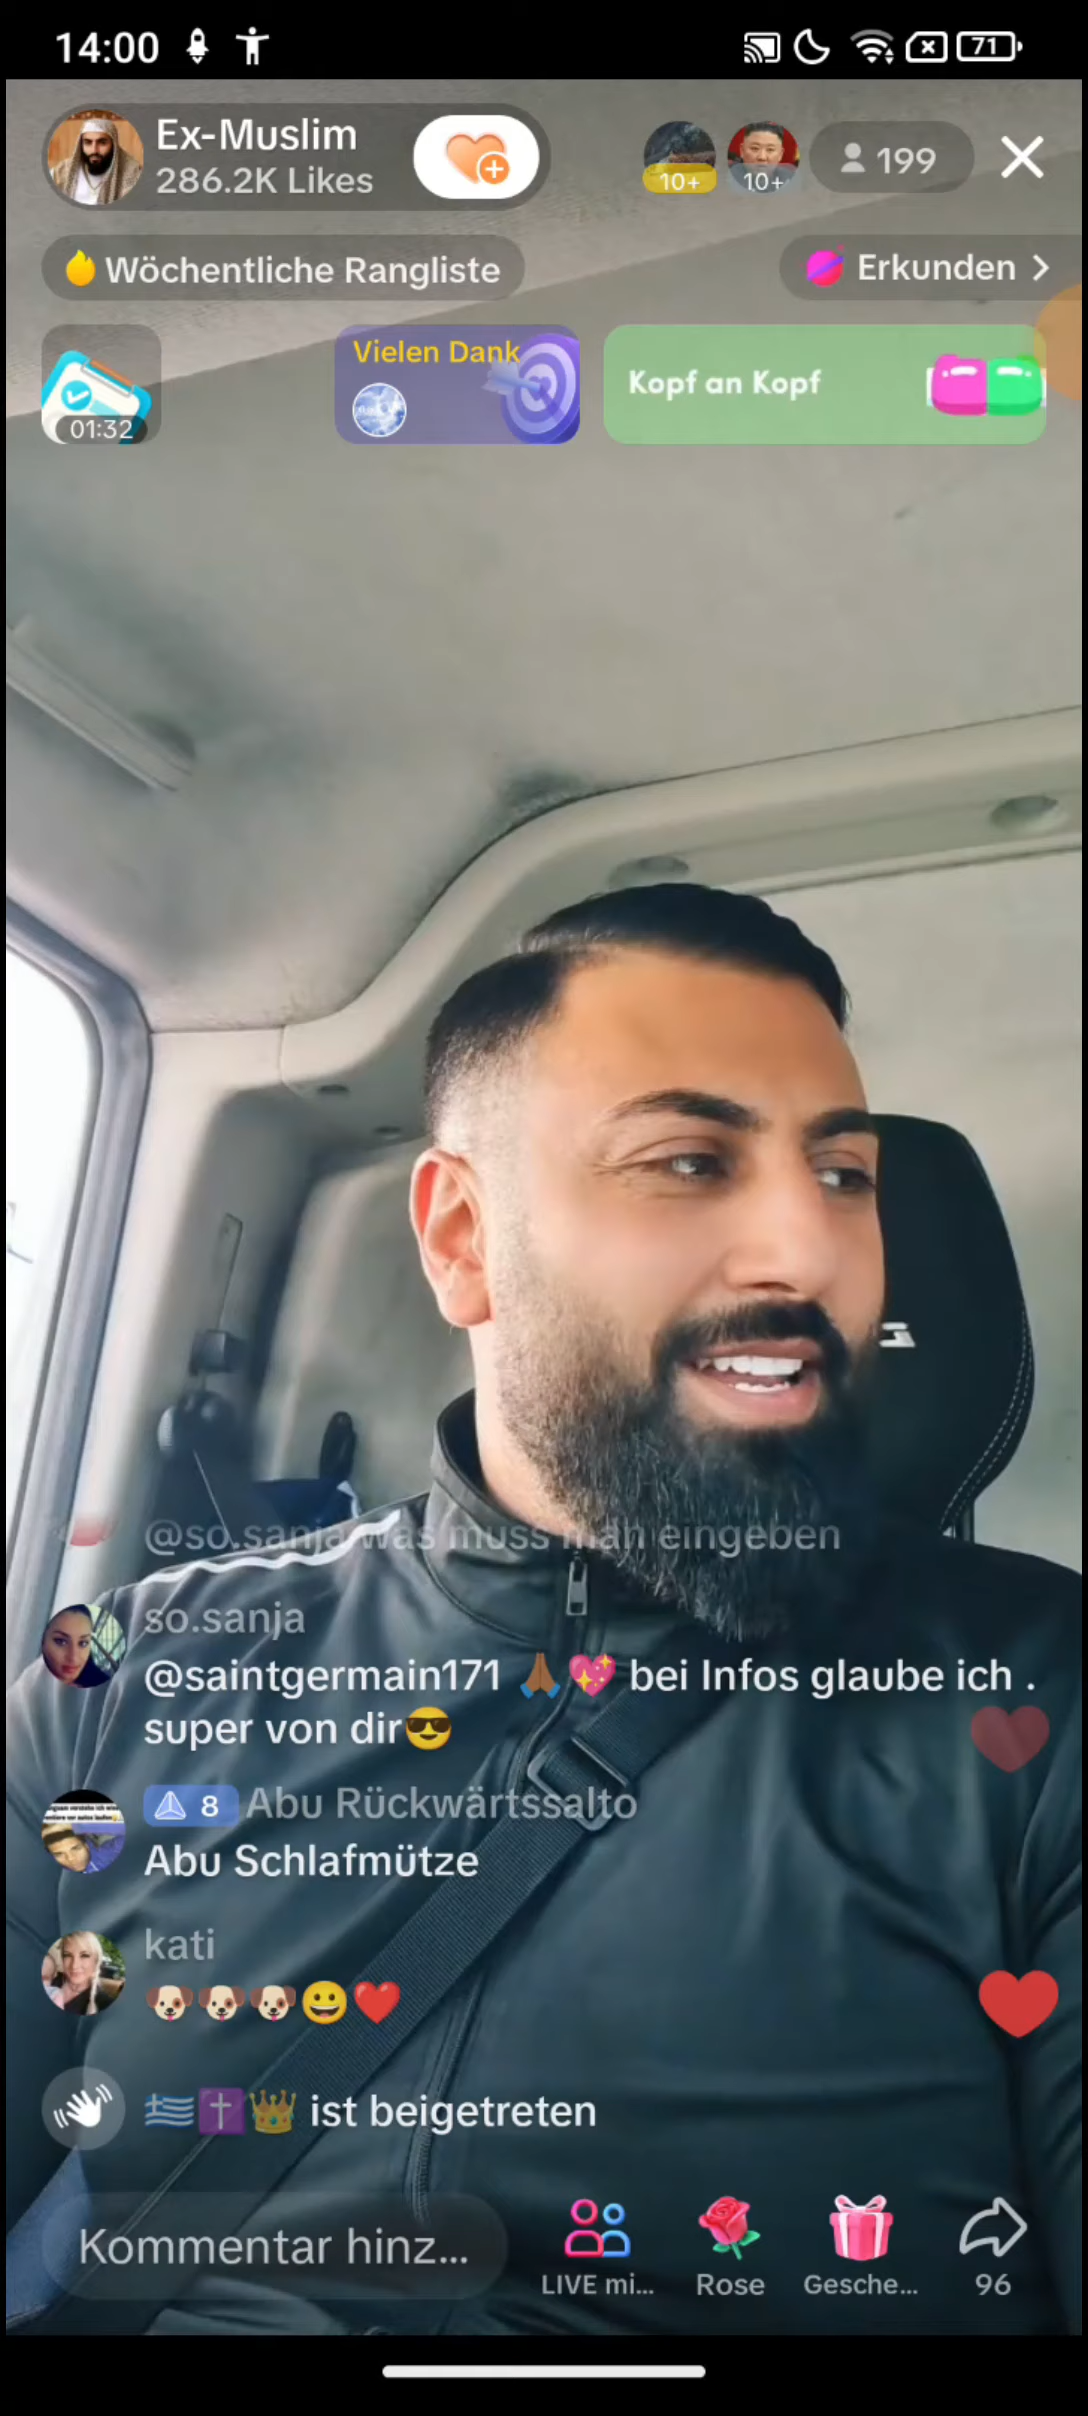 14:00
71
Ex-Muslim
286.2K Likes
10+
10+
199
Wöchentliche Rangliste
Erkunden >
01:32
Vielen Dank
Kopf an Kopf
@so.sanja was muss man eingeben
so.sanja
@saintgermain171 🙏🏾💖 bei Infos glaube ich .
super von dir😎
8 Abu Rückwärtssalto
Abu Schlafmütze
kati
🐶🐶🐶😀❤️
🇬🇷✝️👑 ist beigetreten
Kommentar hinz...
LIVE mi...
Rose
Gesche...
96